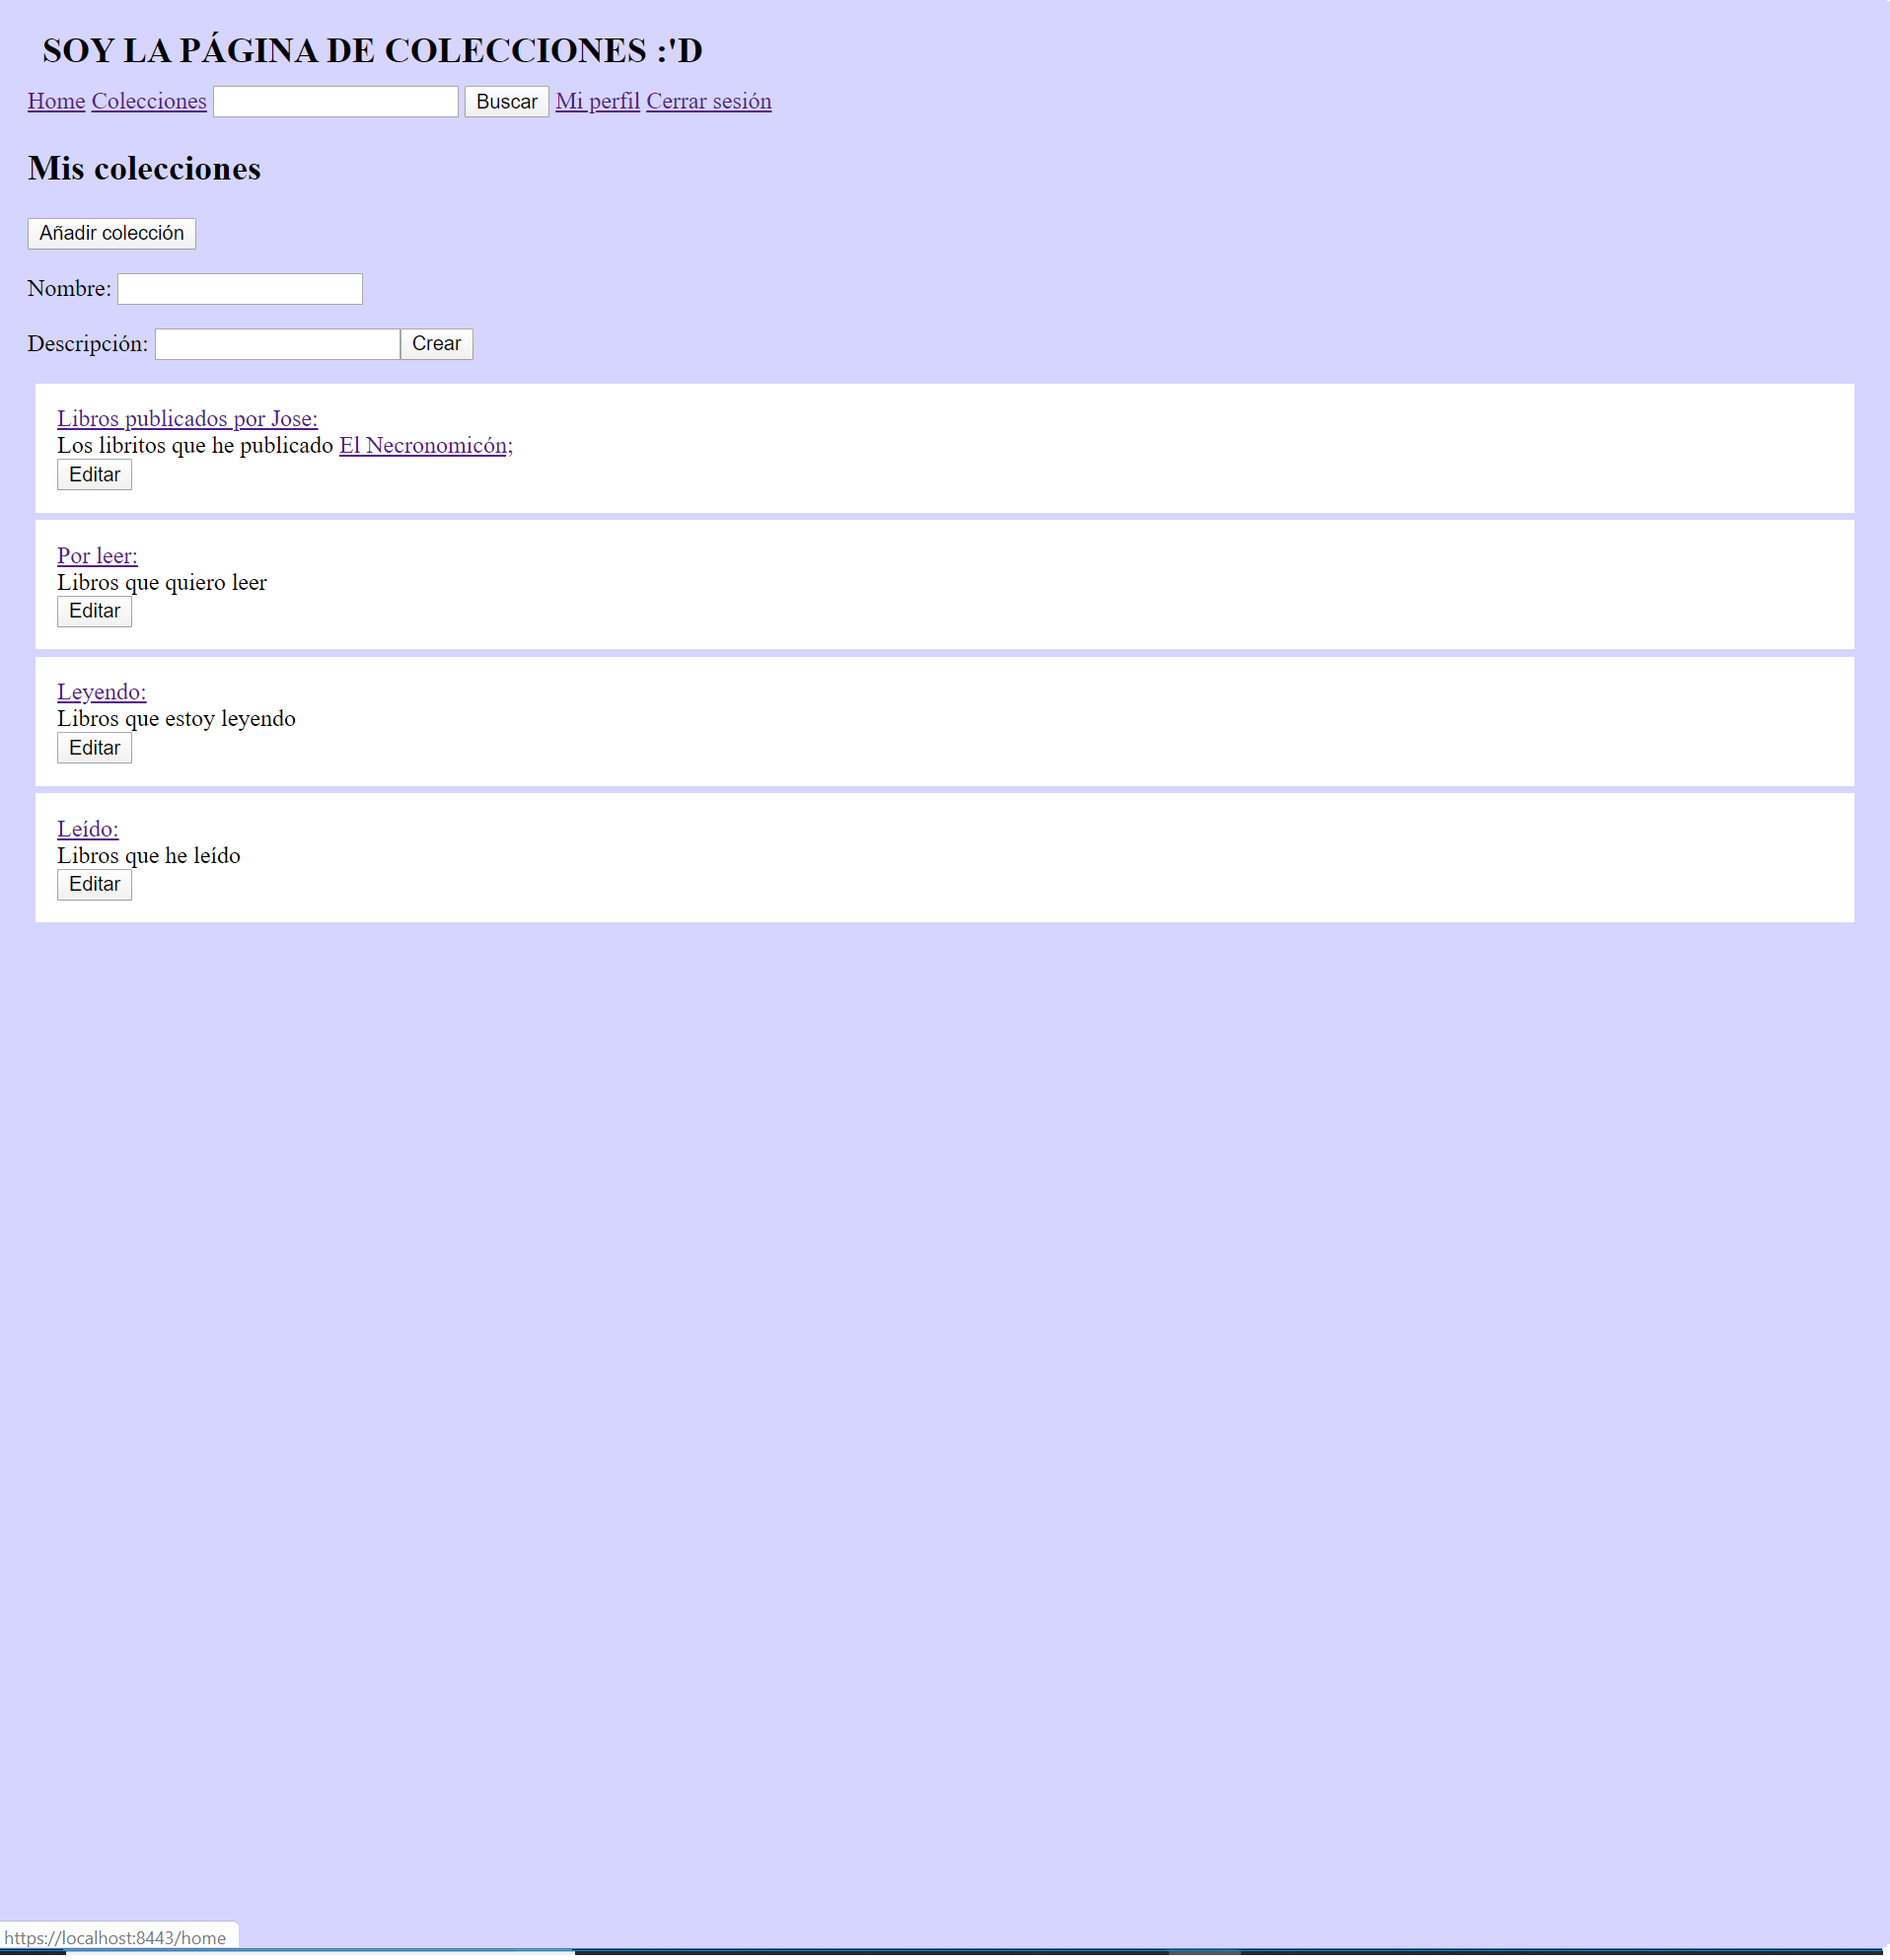 SOY LA PÁGINA DE COLECCIONES :'D
Home Colecciones Buscar Mi perfil Cerrar sesión
Mis colecciones
Añadir colección
Nombre:
Descripción: Crear
Libros publicados por Jose:
Los libritos que he publicado El Necronomicón;
Editar
Por leer:
Libros que quiero leer
Editar
Leyendo:
Libros que estoy leyendo
Editar
Leído:
Libros que he leído
Editar
https://localhost:8443/home